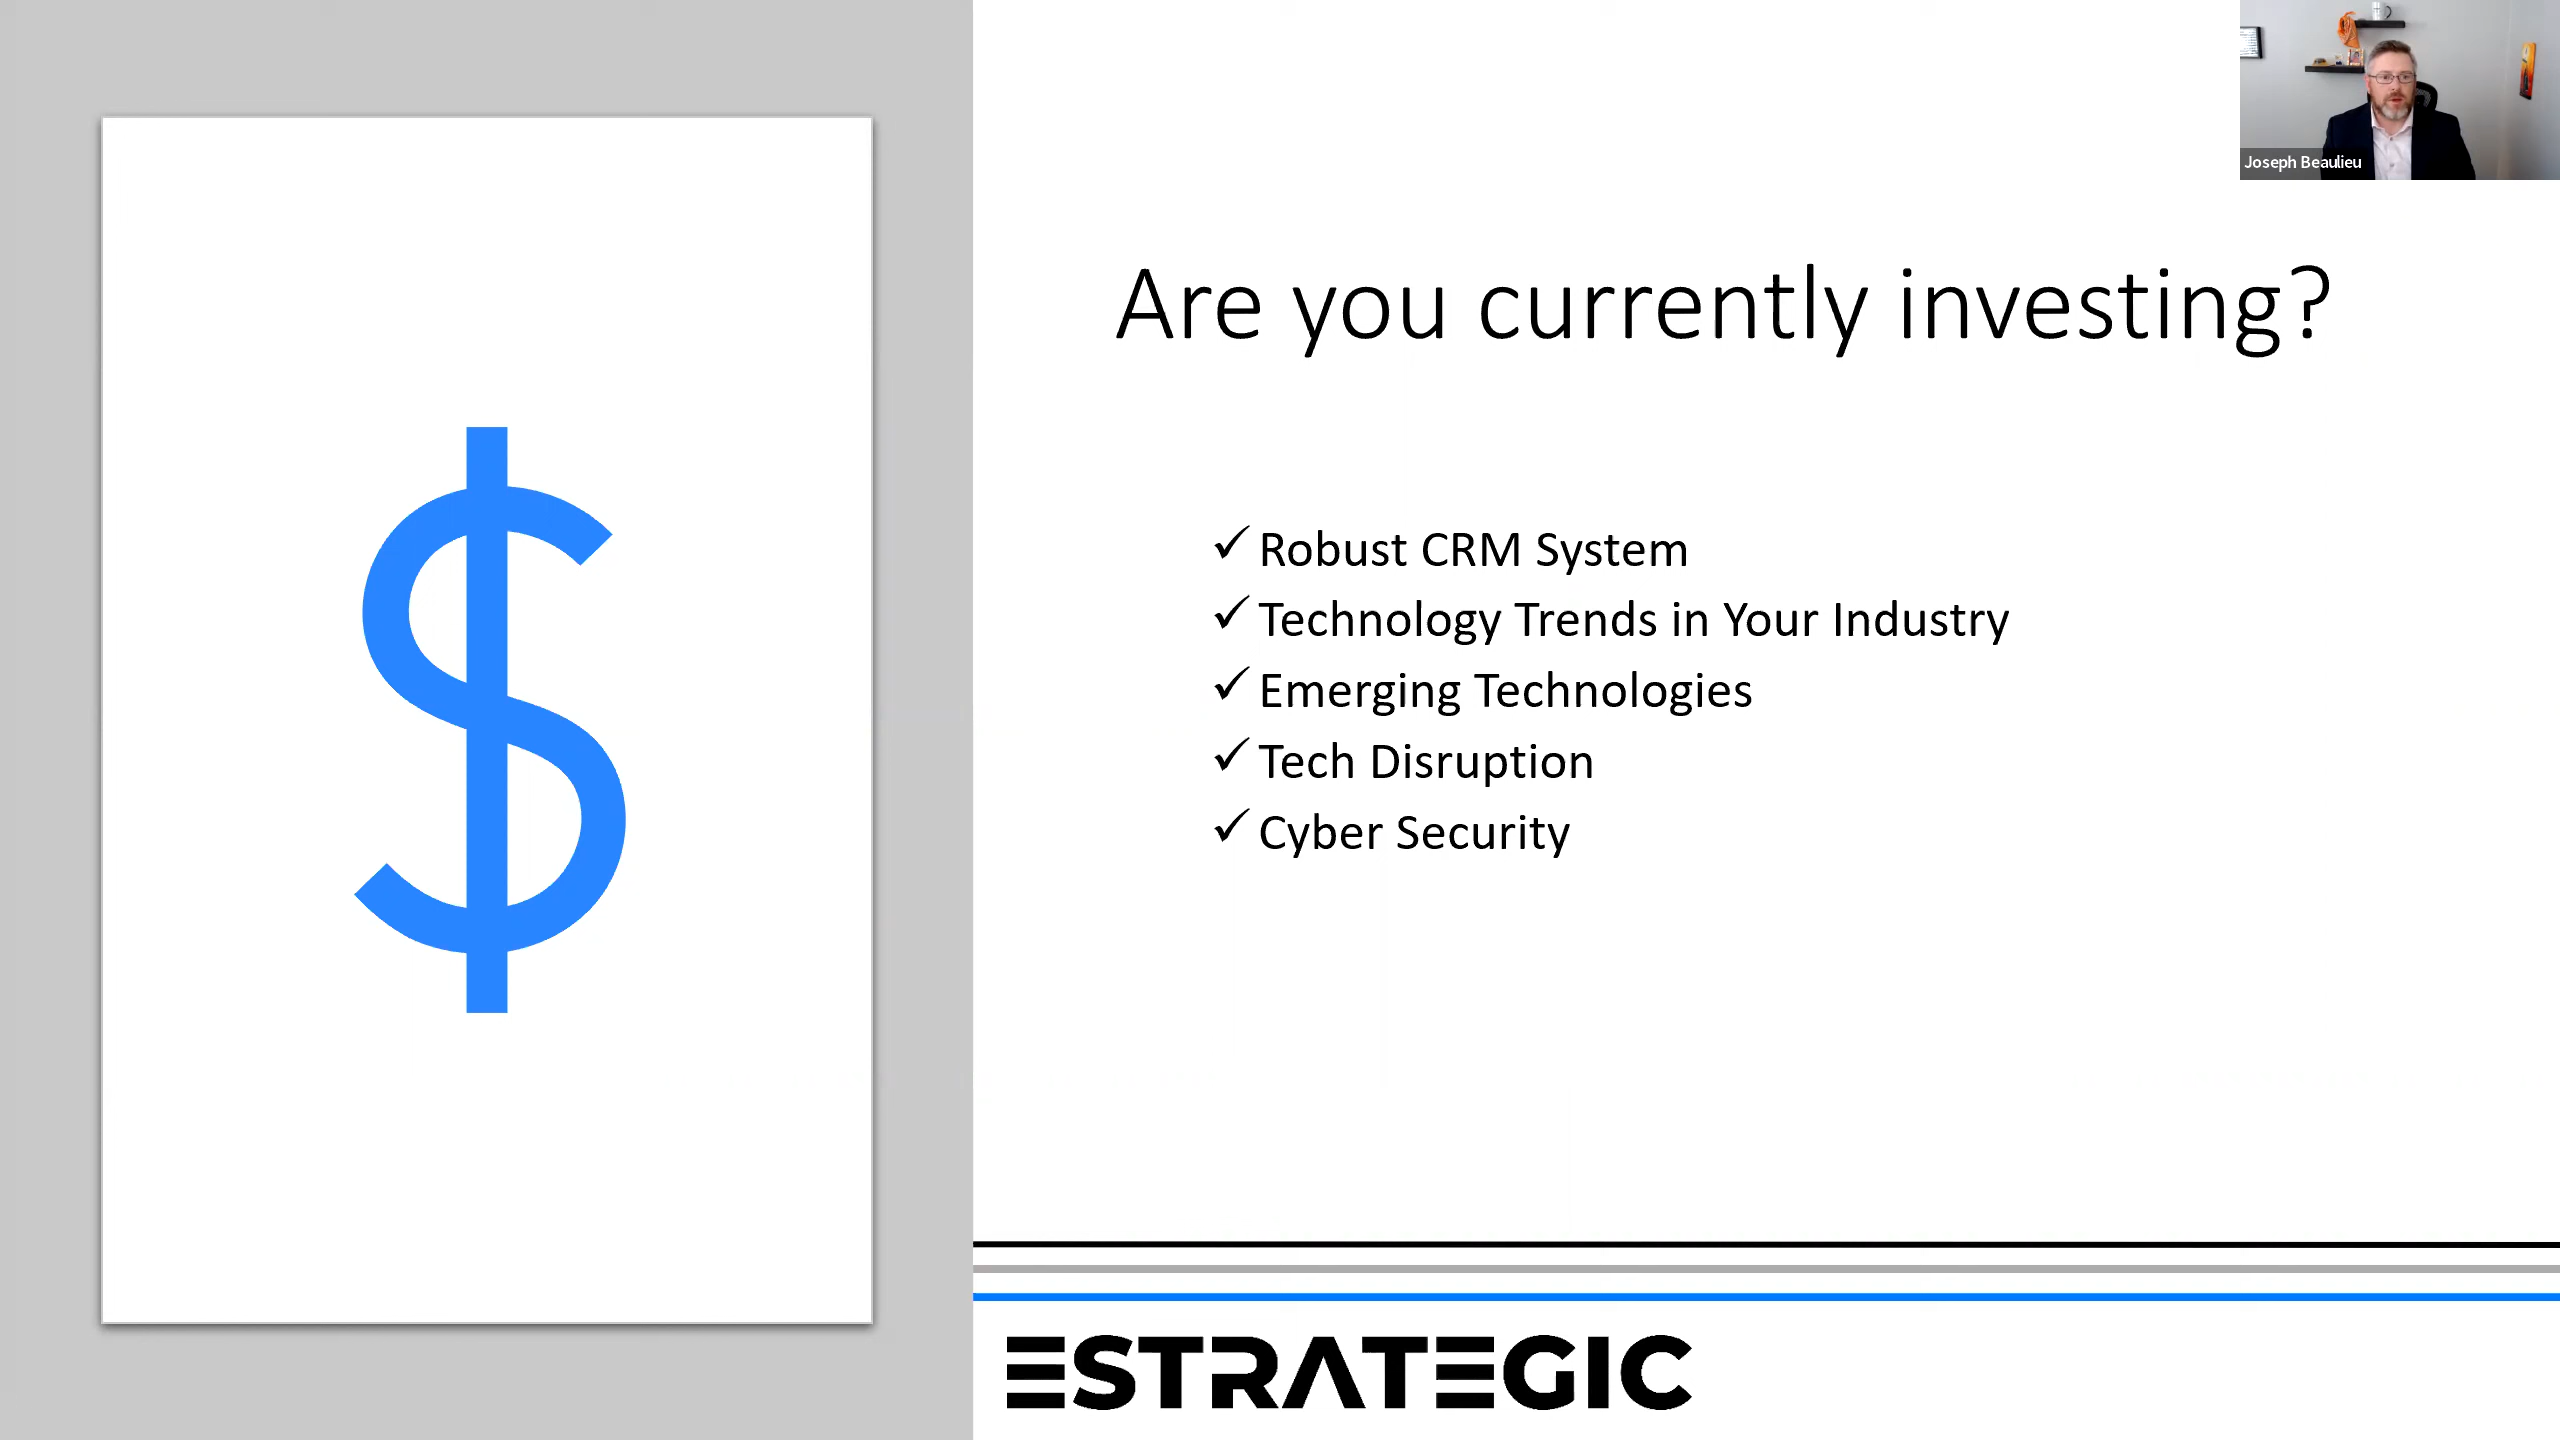 Joseph Beaulieu
Are you currently investing?
✓ Robust CRM System
✓ Technology Trends in Your Industry
✓ Emerging Technologies
✓ Tech Disruption
✓ Cyber Security
$
ESTRATEGIC